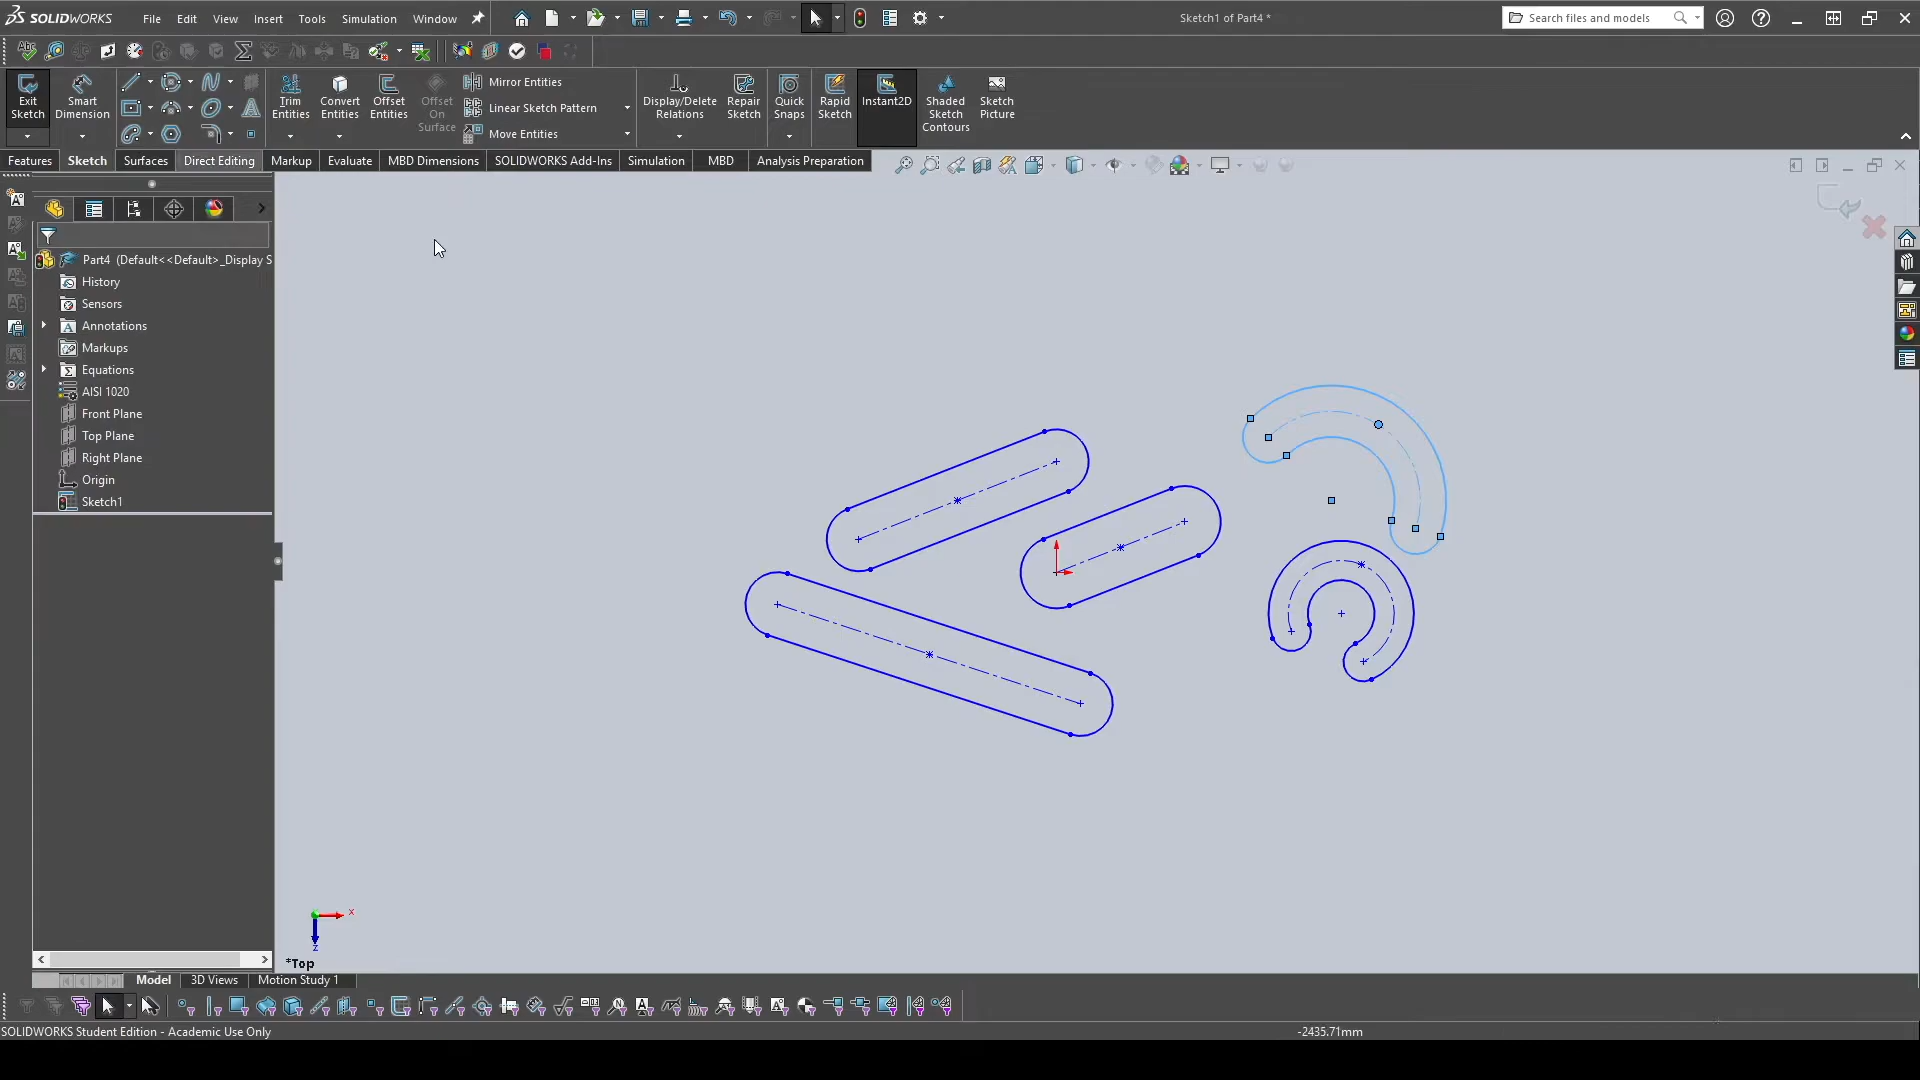 SOLIDWORKS
File
Edit
View
Insert
Tools
Simulation
Window
Sketch1 of Part4 *
Search files and models
Exit
Sketch
Smart
Dimension
Trim
Entities
Convert
Entities
Offset
Entities
Offset
On
Surface
Mirror Entities
Linear Sketch Pattern
Move Entities
Display/Delete
Relations
Repair
Sketch
Quick
Snaps
Rapid
Sketch
Instant2D
Shaded
Sketch
Contours
Sketch
Picture
Features
Sketch
Surfaces
Direct Editing
Markup
Evaluate
MBD Dimensions
SOLIDWORKS Add-Ins
Simulation
MBD
Analysis Preparation
Part4 (Default<<Default>_Display S
History
Sensors
Annotations
Markups
Equations
AISI 1020
Front Plane
Top Plane
Right Plane
Origin
Sketch1
x
z
*Top
Model
3D Views
Motion Study 1
SOLIDWORKS Student Edition - Academic Use Only
-2435.71mm